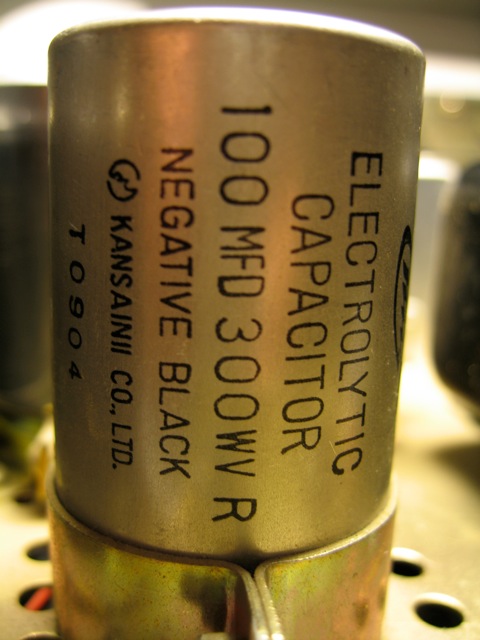 ELECTROLYTIC
CAPACITOR
100 MFD 300WV R
NEGATIVE BLACK
KANSAINII CO., LTD.
T0904